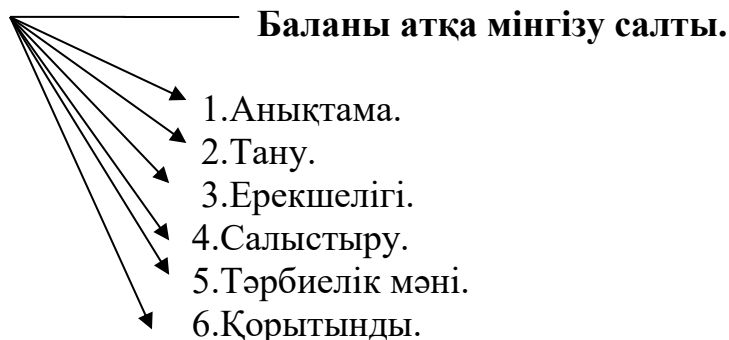 Баланы атқа мінгізу салты.
1.Анықтама.
2.Тану.
3.Ерекшелігі.
4.Салыстыру.
5.Тәрбиелік мәні.
6.Қорытынды.